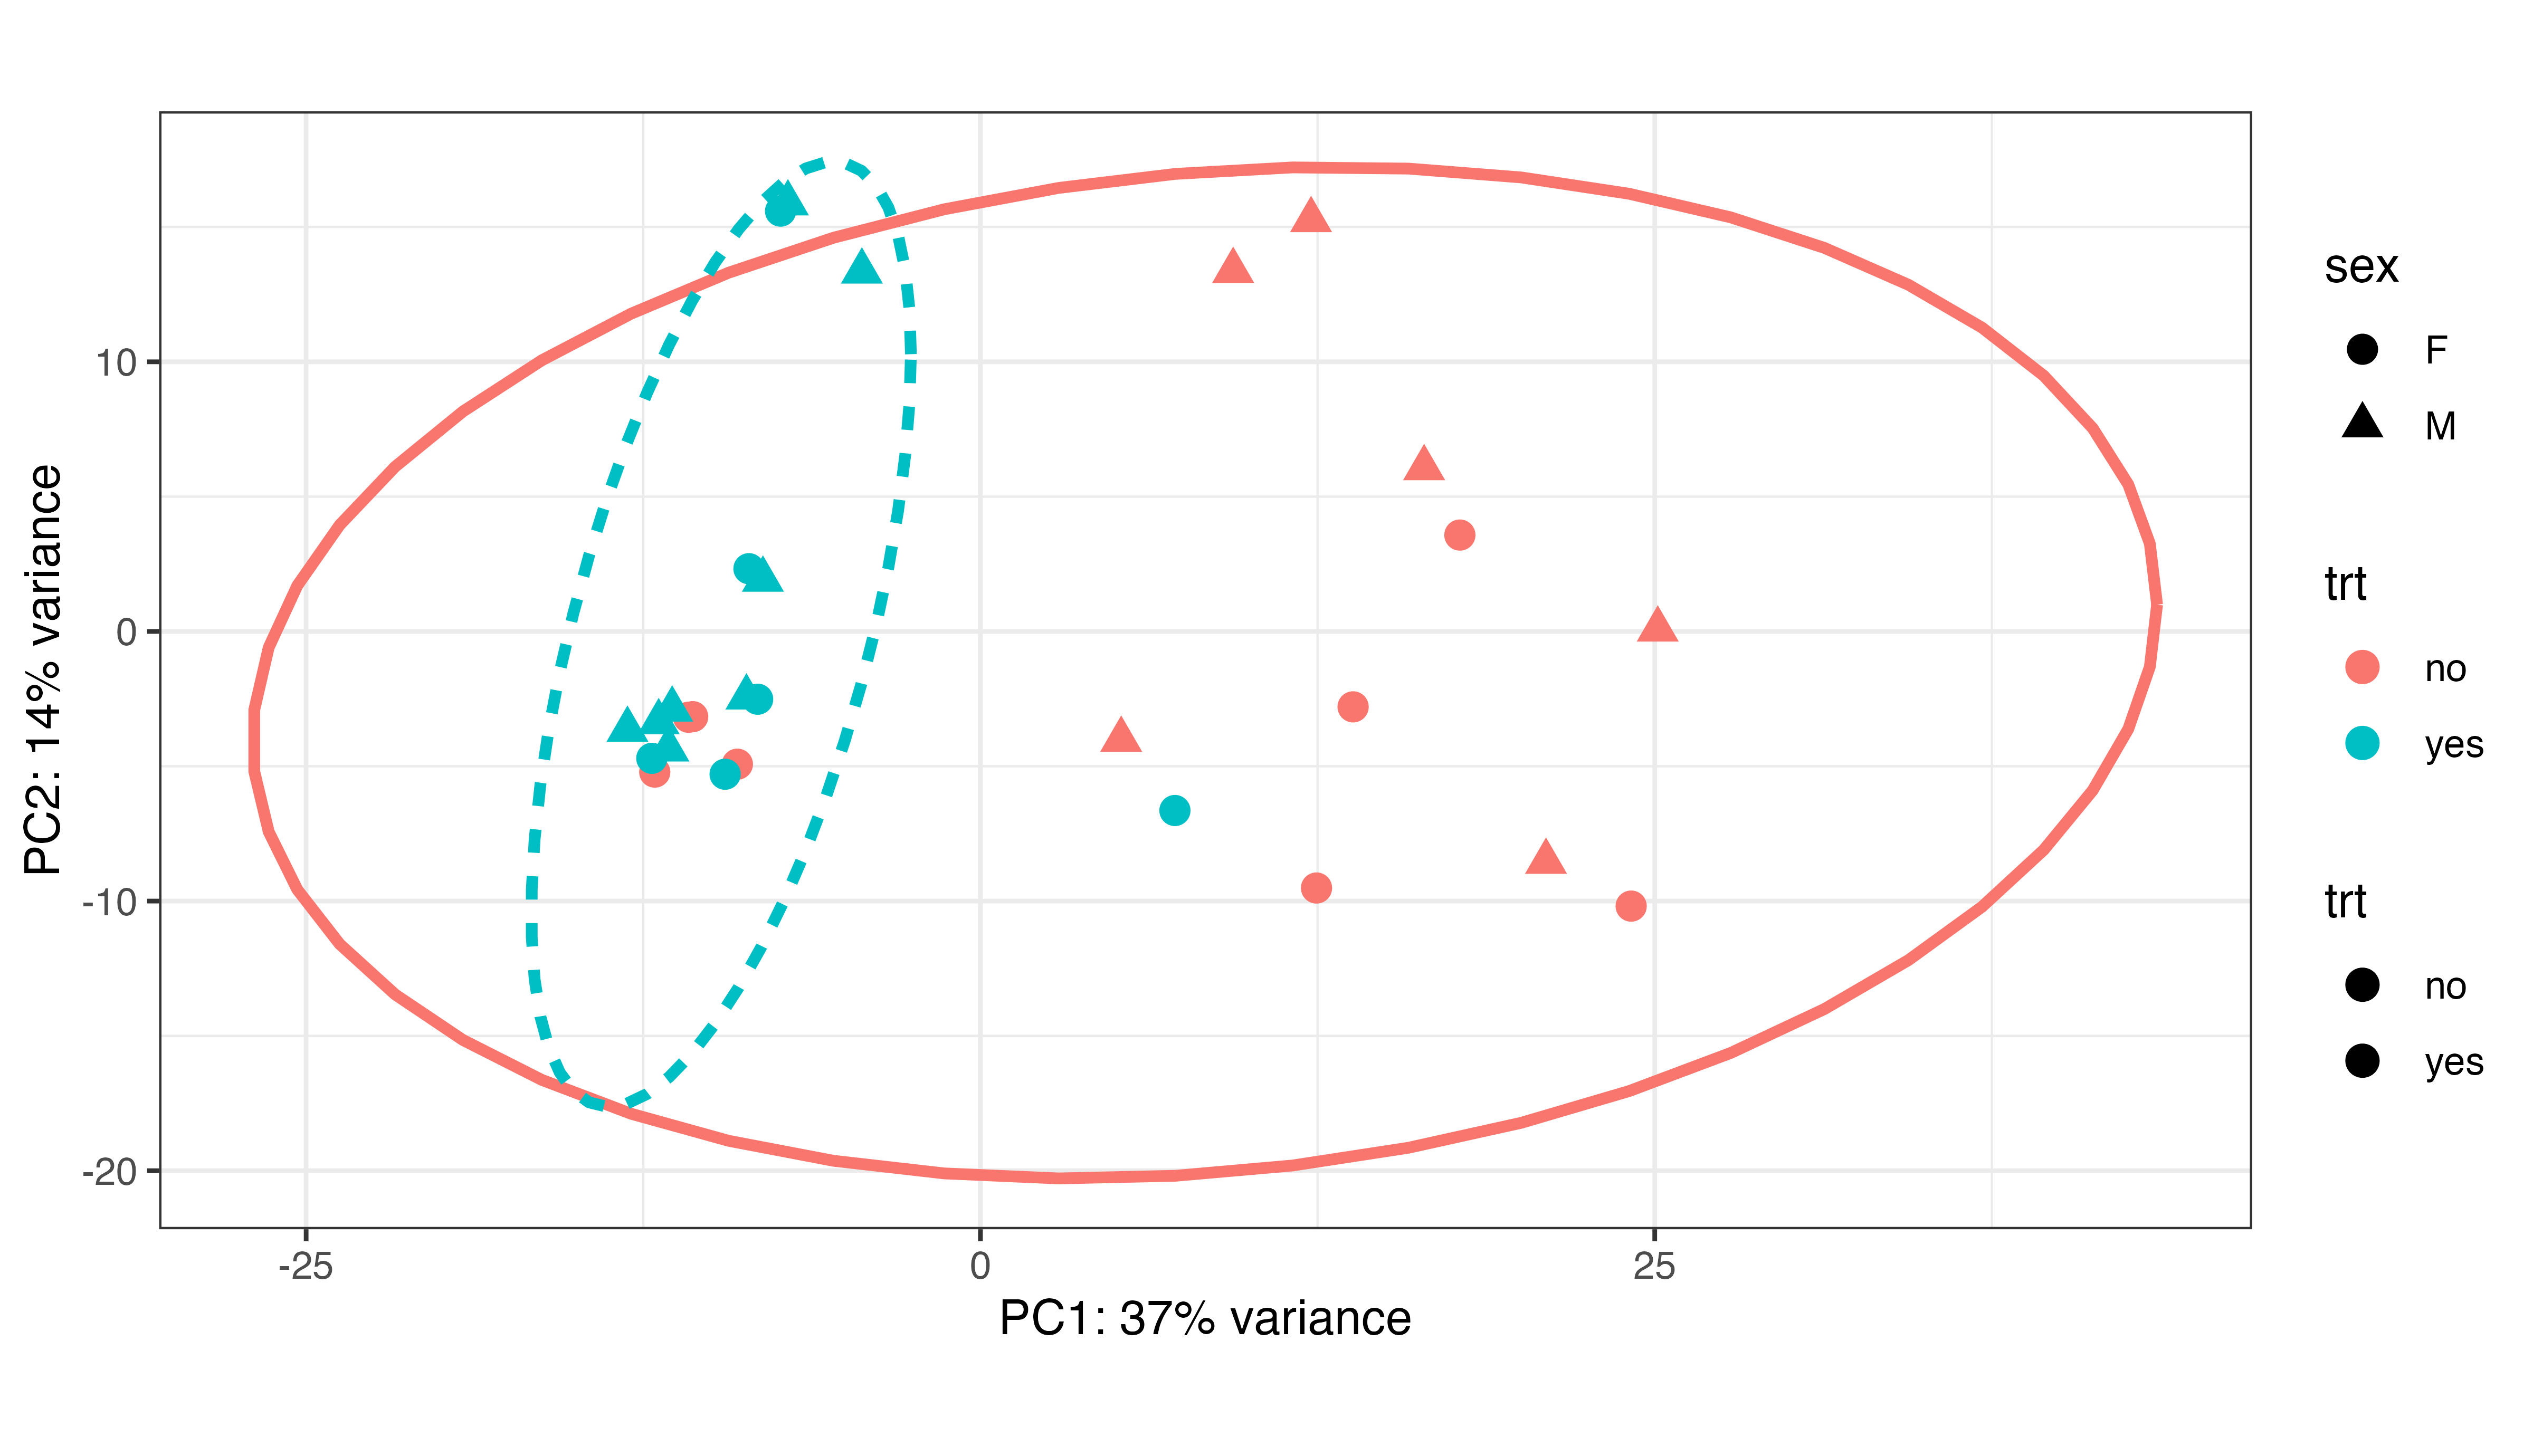 10
0
-10
-20
-25
0
25
PC1: 37% variance
PC2: 14% variance
sex
F
M
trt
no
yes
trt
no
yes